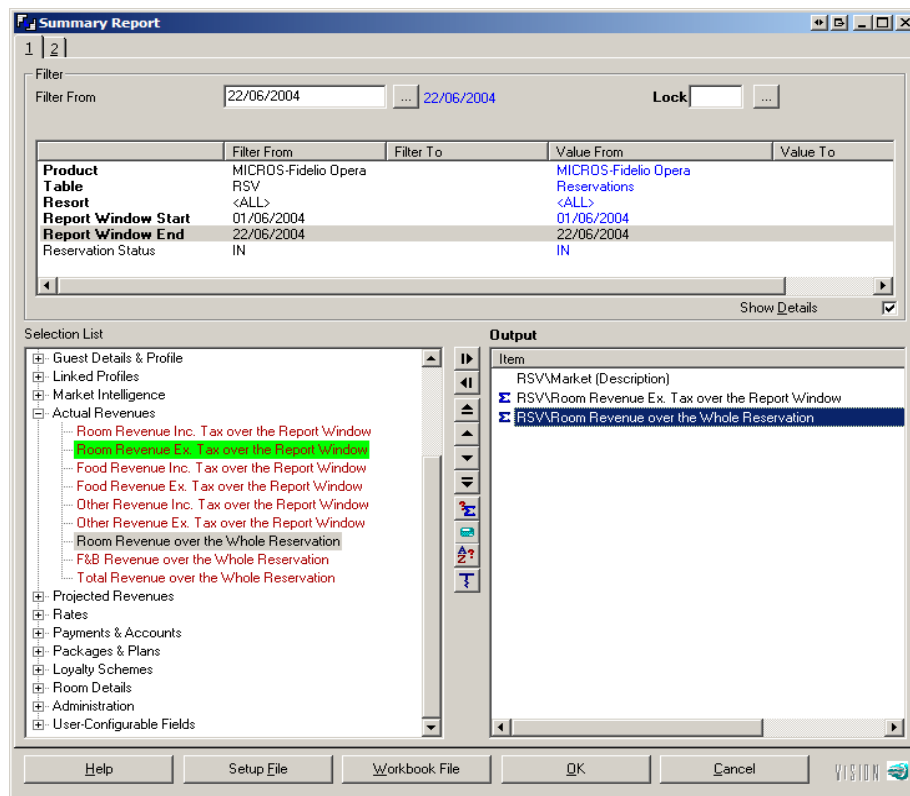 Summary Report
1 2
Filter
Filter From 22/06/2004 ... 22/06/2004 Lock ...
Filter From Filter To Value From Value To
Product MICROS-Fidelio Opera MICROS-Fidelio Opera
Table RSV Reservations
Resort <ALL> <ALL>
Report Window Start 01/06/2004 01/06/2004
Report Window End 22/06/2004 22/06/2004
Reservation Status IN IN
Show Details
Selection List
Guest Details & Profile
Linked Profiles
Market Intelligence
Actual Revenues
Room Revenue Inc. Tax over the Report Window
Room Revenue Ex. Tax over the Report Window
Food Revenue Inc. Tax over the Report Window
Food Revenue Ex. Tax over the Report Window
Other Revenue Inc. Tax over the Report Window
Other Revenue Ex. Tax over the Report Window
Room Revenue over the Whole Reservation
F&B Revenue over the Whole Reservation
Total Revenue over the Whole Reservation
Projected Revenues
Rates
Payments & Accounts
Packages & Plans
Loyalty Schemes
Room Details
Administration
User-Configurable Fields
Output
Item
RSV\Market (Description)
Σ RSV\Room Revenue Ex. Tax over the Report Window
Σ RSV\Room Revenue over the Whole Reservation
Help Setup File Workbook File OK Cancel VISION